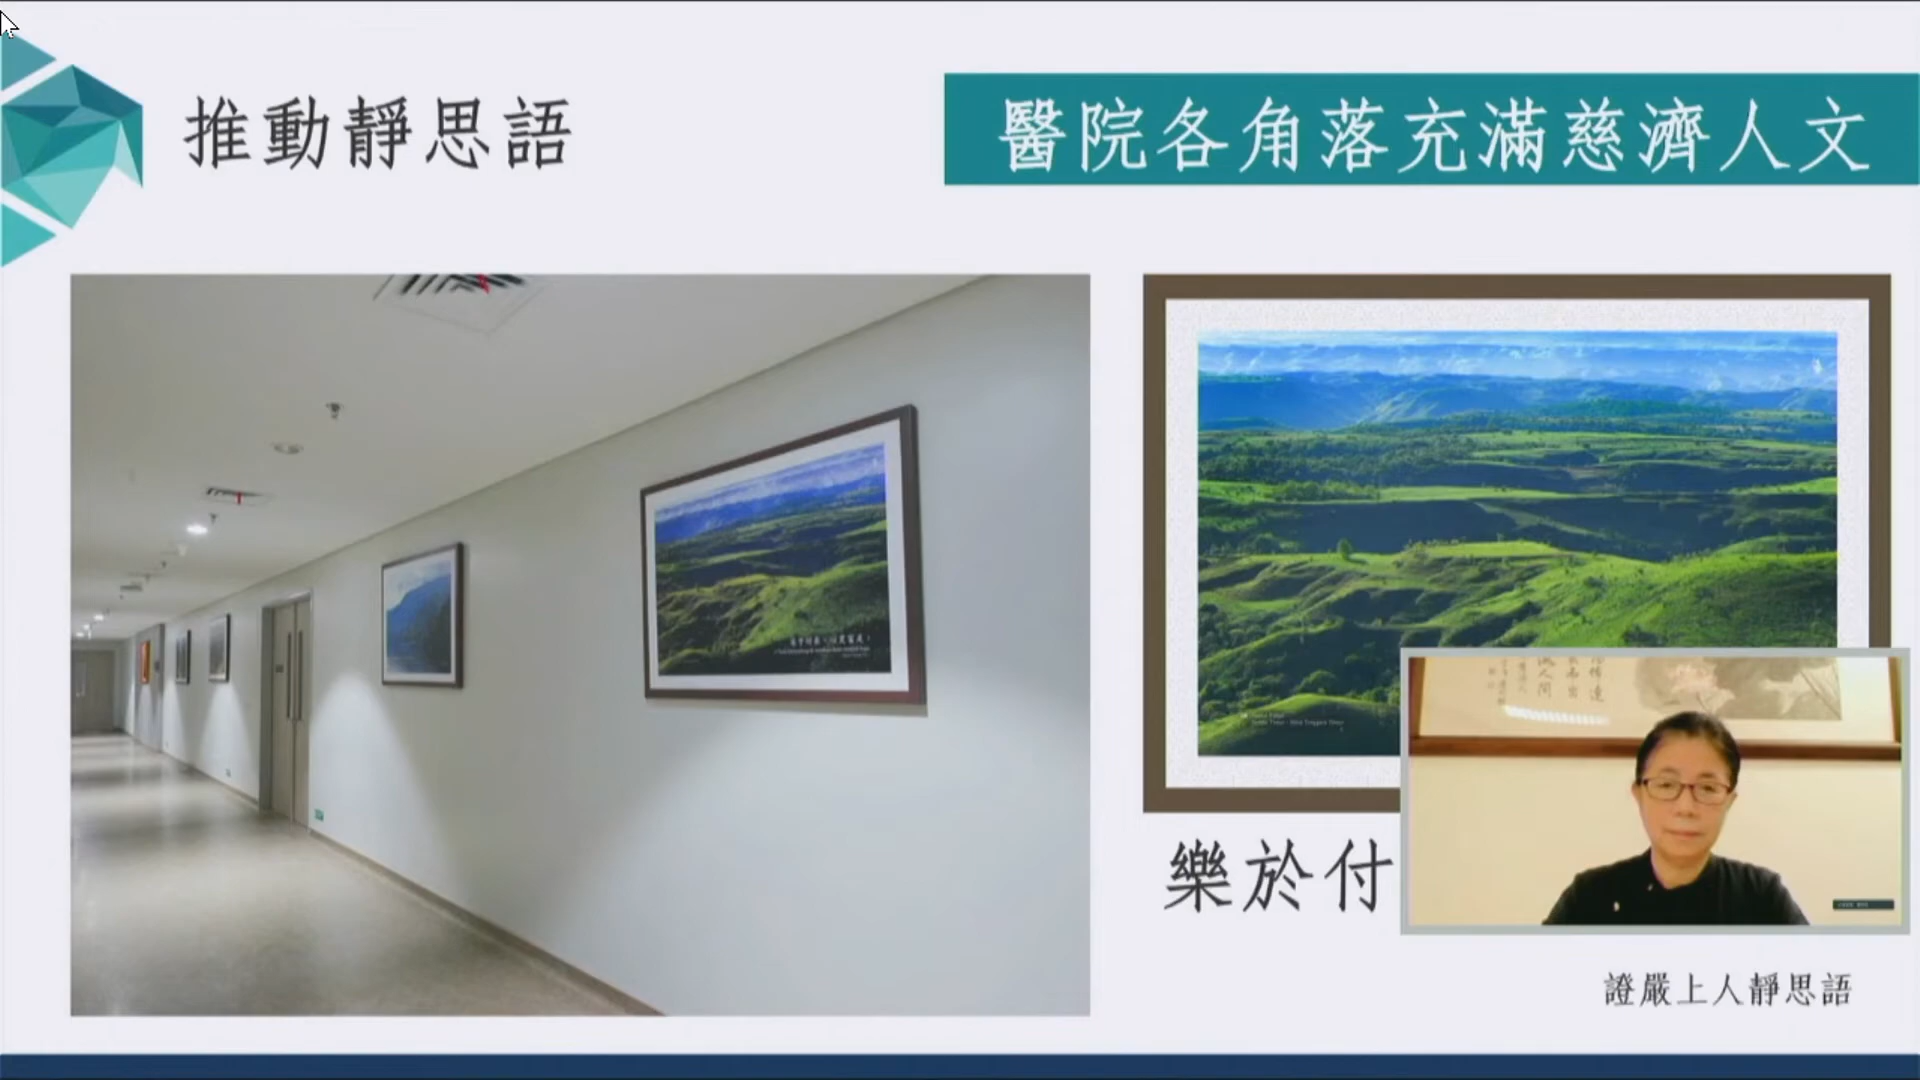 推動靜思語
醫院各角落充滿慈濟人文
樂於付
證嚴上人靜思語